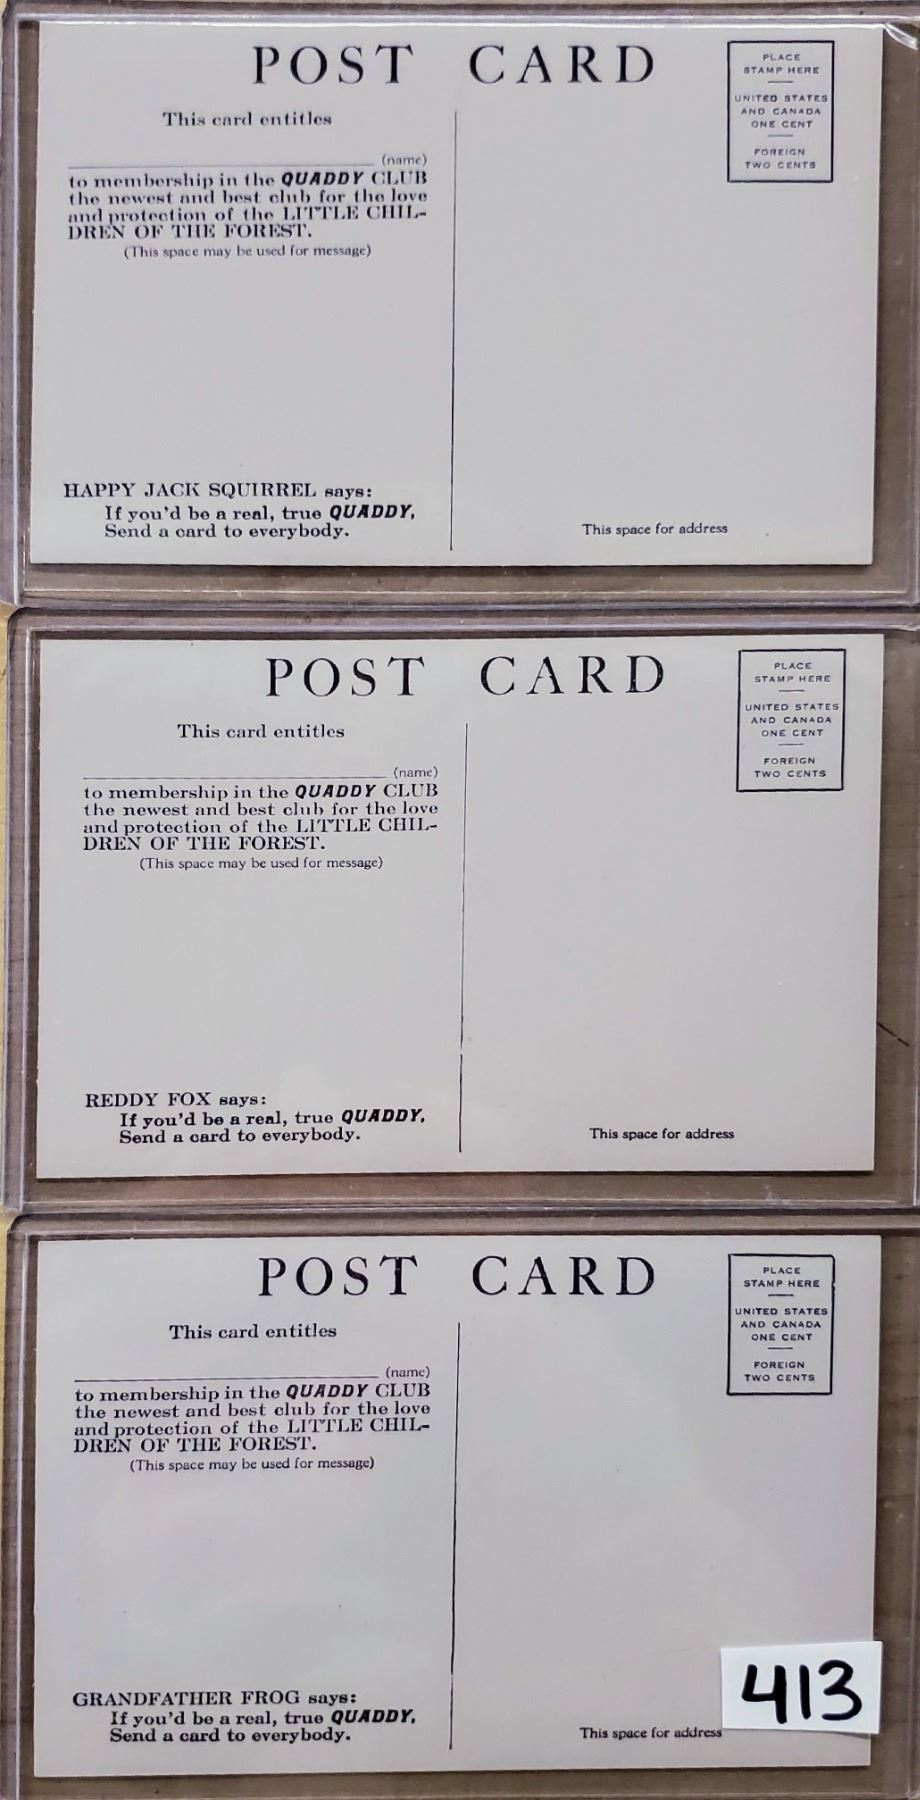 POST CARD
PLACE
STAMP HERE
UNITED STATES
AND CANADA
ONE CENT
FOREIGN
TWO CENTS
This card entitles
(name)
to membership in the QUADDY CLUB
the newest and best club for the love
and protection of the LITTLE CHIL-
DREN OF THE FOREST.
(This space may be used for message)
HAPPY JACK SQUIRREL says:
If you'd be a real, true QUADDY,
Send a card to everybody.
This space for address
POST CARD
PLACE
STAMP HERE
UNITED STATES
AND CANADA
ONE CENT
FOREIGN
TWO CENTS
This card entitles
(name)
to membership in the QUADDY CLUB
the newest and best club for the love
and protection of the LITTLE CHIL-
DREN OF THE FOREST.
(This space may be used for message)
REDDY FOX says:
If you'd be a real, true QUADDY,
Send a card to everybody.
This space for address
POST CARD
PLACE
STAMP HERE
UNITED STATES
AND CANADA
ONE CENT
FOREIGN
TWO CENTS
This card entitles
(name)
to membership in the QUADDY CLUB
the newest and best club for the love
and protection of the LITTLE CHIL-
DREN OF THE FOREST.
(This space may be used for message)
GRANDFATHER FROG says:
If you'd be a real, true QUADDY,
Send a card to everybody.
This space for address
413